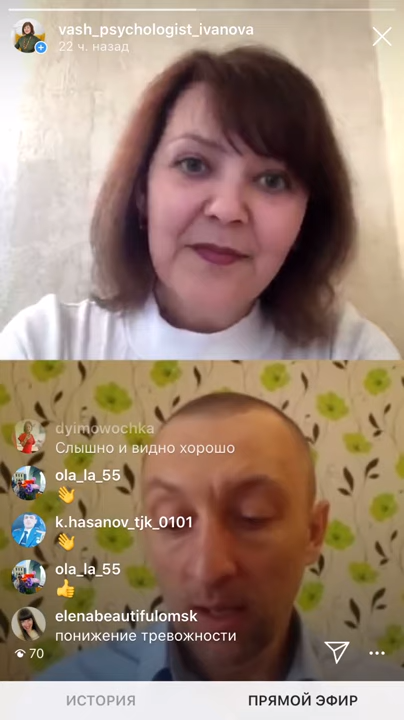 vash_psychologist_ivanova
22 ч. назад
dyimowochka
Слышно и видно хорошо
ola_la_55
👋
k.hasanov_tjk_0101
👋
ola_la_55
👍
elenabeautifulomsk
понижение тревожности
70
ИСТОРИЯ
ПРЯМОЙ ЭФИР